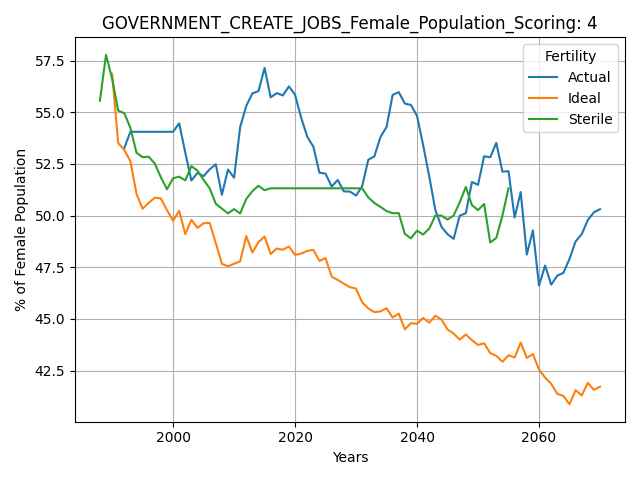 GOVERNMENT_CREATE_JOBS_Female_Population_Scoring: 4
57.5
55.0
52.5
50.0
47.5
45.0
42.5
% of Female Population
Fertility
Actual
Ideal
Sterile
2000 2020 2040 2060
Years